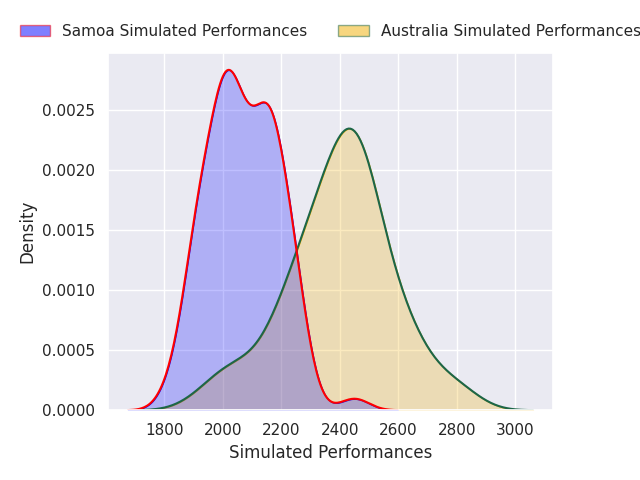 Samoa Simulated Performances Australia Simulated Performances
0.0025
0.0020
0.0015
0.0010
0.0005
0.0000
Density
1800 2000 2200 2400 2600 2800 3000
Simulated Performances